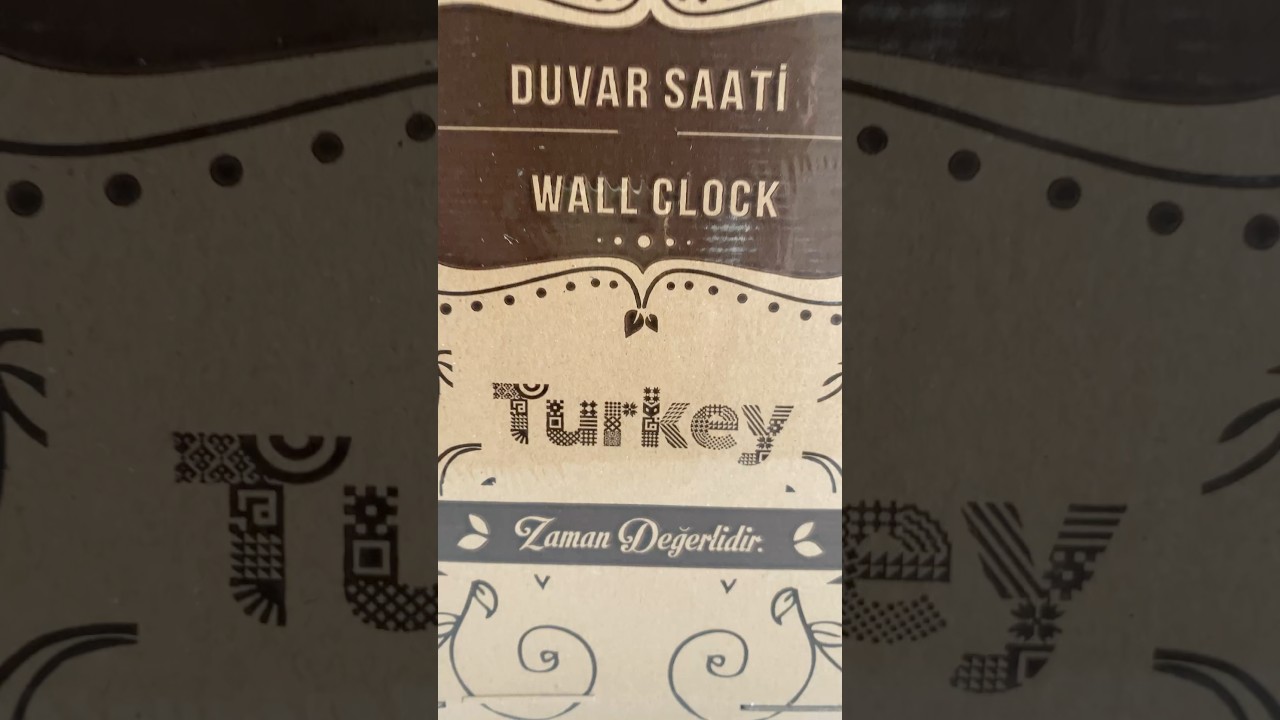 DUVAR SAATİ
WALL CLOCK
Turkey
Zaman Değerlidir.